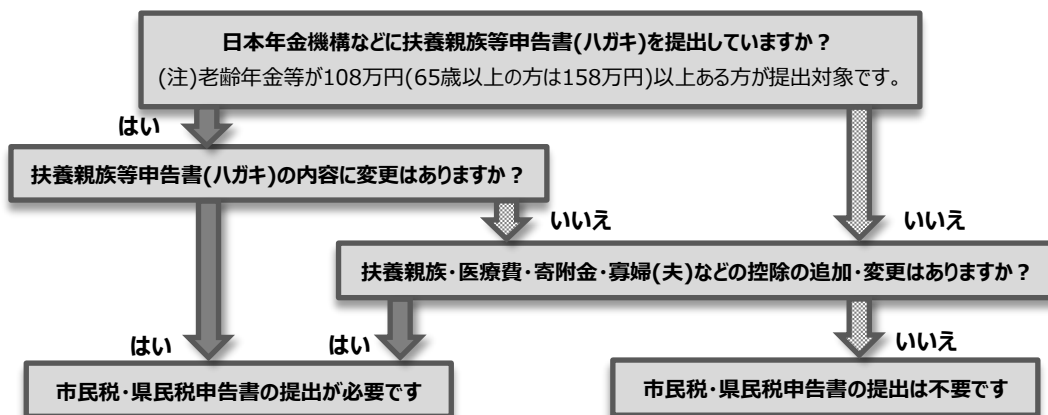 日本年金機構などに扶養親族等申告書(ハガキ)を提出していますか？
(注)老齢年金等が108万円(65歳以上の方は158万円)以上ある方が提出対象です。
はい
扶養親族等申告書(ハガキ)の内容に変更はありますか？
いいえ
いいえ
扶養親族・医療費・寄附金・寡婦(夫)などの控除の追加・変更はありますか？
はい
はい
いいえ
市民税・県民税申告書の提出が必要です
市民税・県民税申告書の提出は不要です